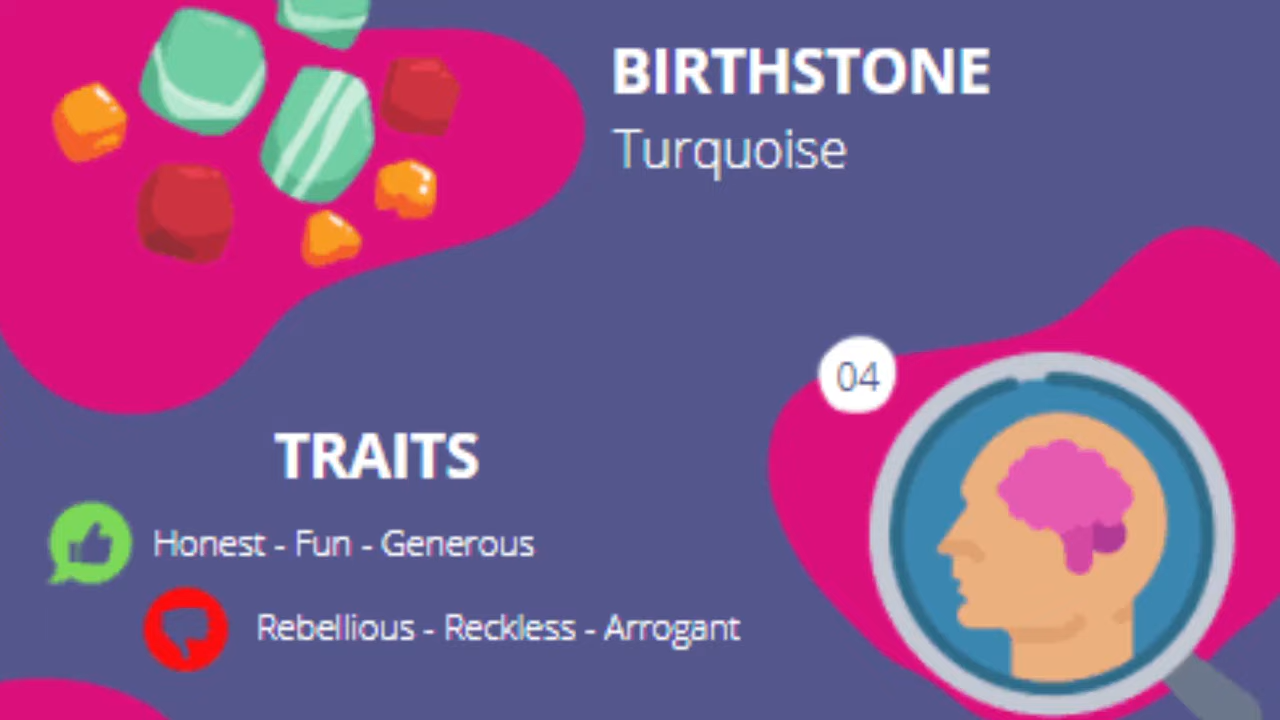 BIRTHSTONE
Turquoise
04
TRAITS
Honest - Fun - Generous
Rebellious - Reckless - Arrogant